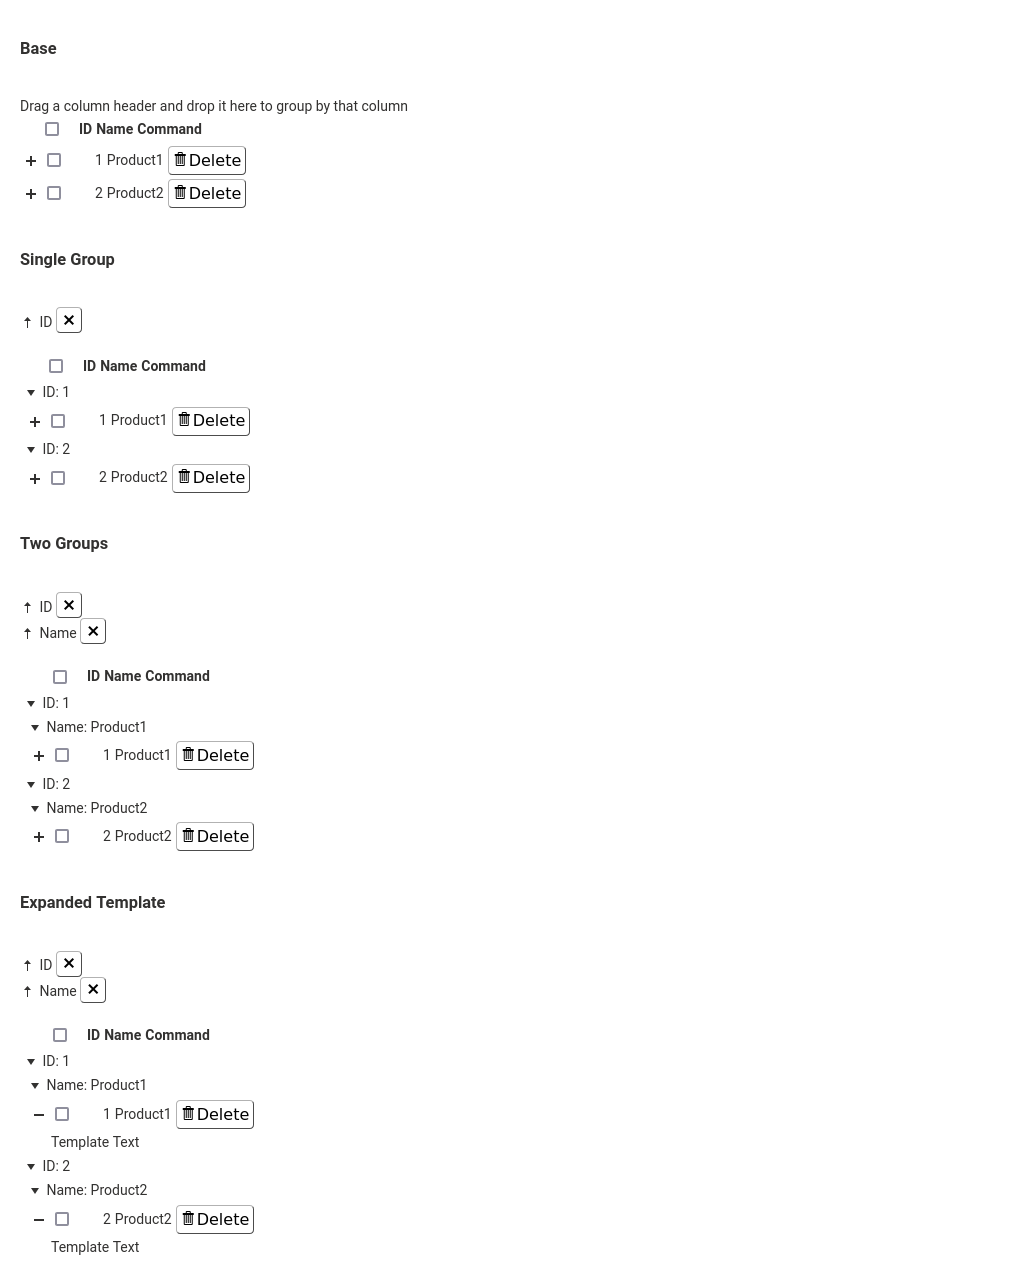 Base
Drag a column header and drop it here to group by that column
ID Name Command
1 Product1 Delete
2 Product2 Delete
Single Group
ID
ID Name Command
ID: 1
1 Product1 Delete
ID: 2
2 Product2 Delete
Two Groups
ID
Name
ID Name Command
ID: 1
Name: Product1
1 Product1 Delete
ID: 2
Name: Product2
2 Product2 Delete
Expanded Template
ID
Name
ID Name Command
ID: 1
Name: Product1
1 Product1 Delete
Template Text
ID: 2
Name: Product2
2 Product2 Delete
Template Text